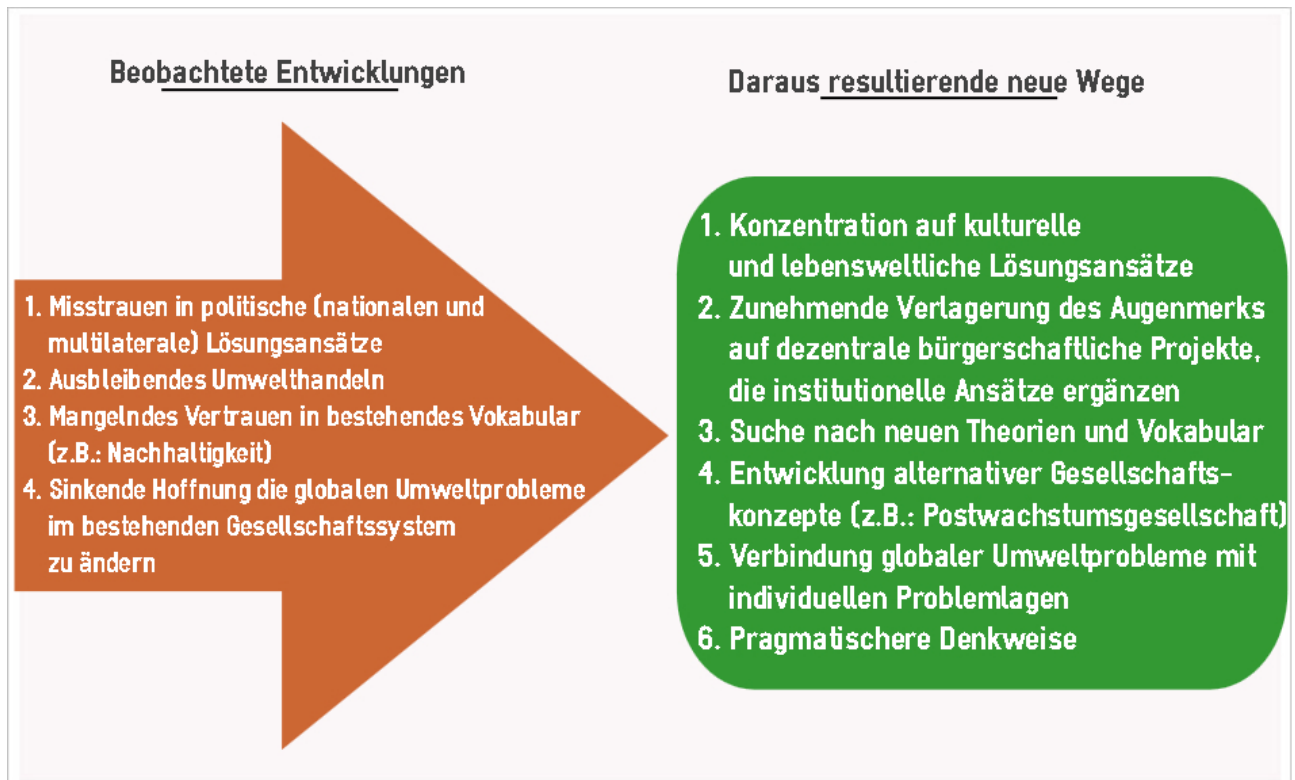 Beobachtete Entwicklungen
Daraus resultierende neue Wege
1. Misstrauen in politische (nationalen und
multilaterale) Lösungsansätze
2. Ausbleibendes Umwelthandeln
3. Mangelndes Vertrauen in bestehendes Vokabular
(z.B.: Nachhaltigkeit)
4. Sinkende Hoffnung die globalen Umweltprobleme
im bestehenden Gesellschaftssystem
zu ändern
1. Konzentration auf kulturelle
und lebensweltliche Lösungsansätze
2. Zunehmende Verlagerung des Augenmerks
auf dezentrale bürgerschaftliche Projekte,
die institutionelle Ansätze ergänzen
3. Suche nach neuen Theorien und Vokabular
4. Entwicklung alternativer Gesellschafts-
konzepte (z.B.: Postwachstumsgesellschaft)
5. Verbindung globaler Umweltprobleme mit
individuellen Problemlagen
6. Pragmatischere Denkweise